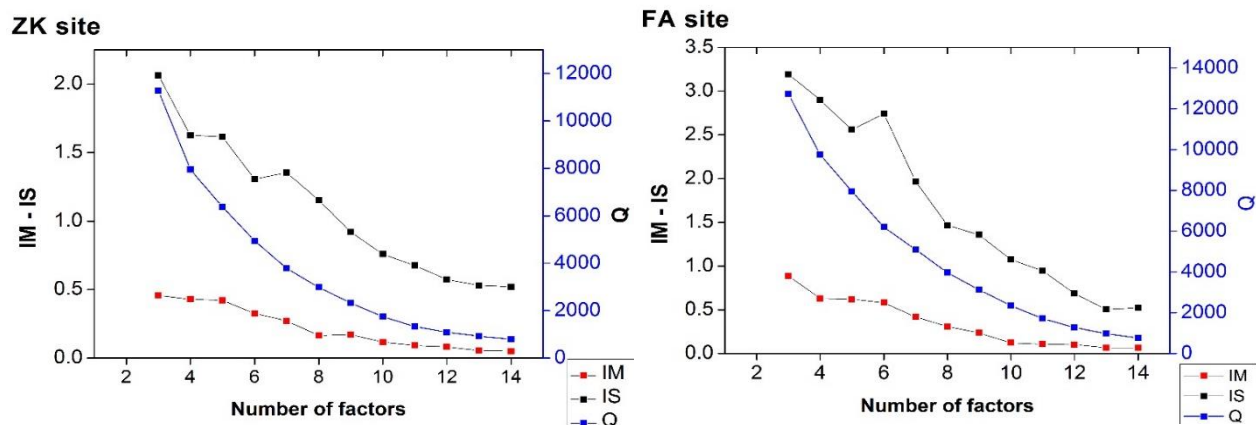 ZK site
2.0
1.5
1.0
0.5
0.0
IM - IS
12000
10000
8000
6000
4000
2000
0
Q
2 4 6 8 10 12 14
Number of factors
IM
IS
Q
FA site
3.5
3.0
2.5
2.0
1.5
1.0
0.5
0.0
IM - IS
14000
12000
10000
8000
6000
4000
2000
0
Q
2 4 6 8 10 12 14
Number of factors
IM
IS
Q